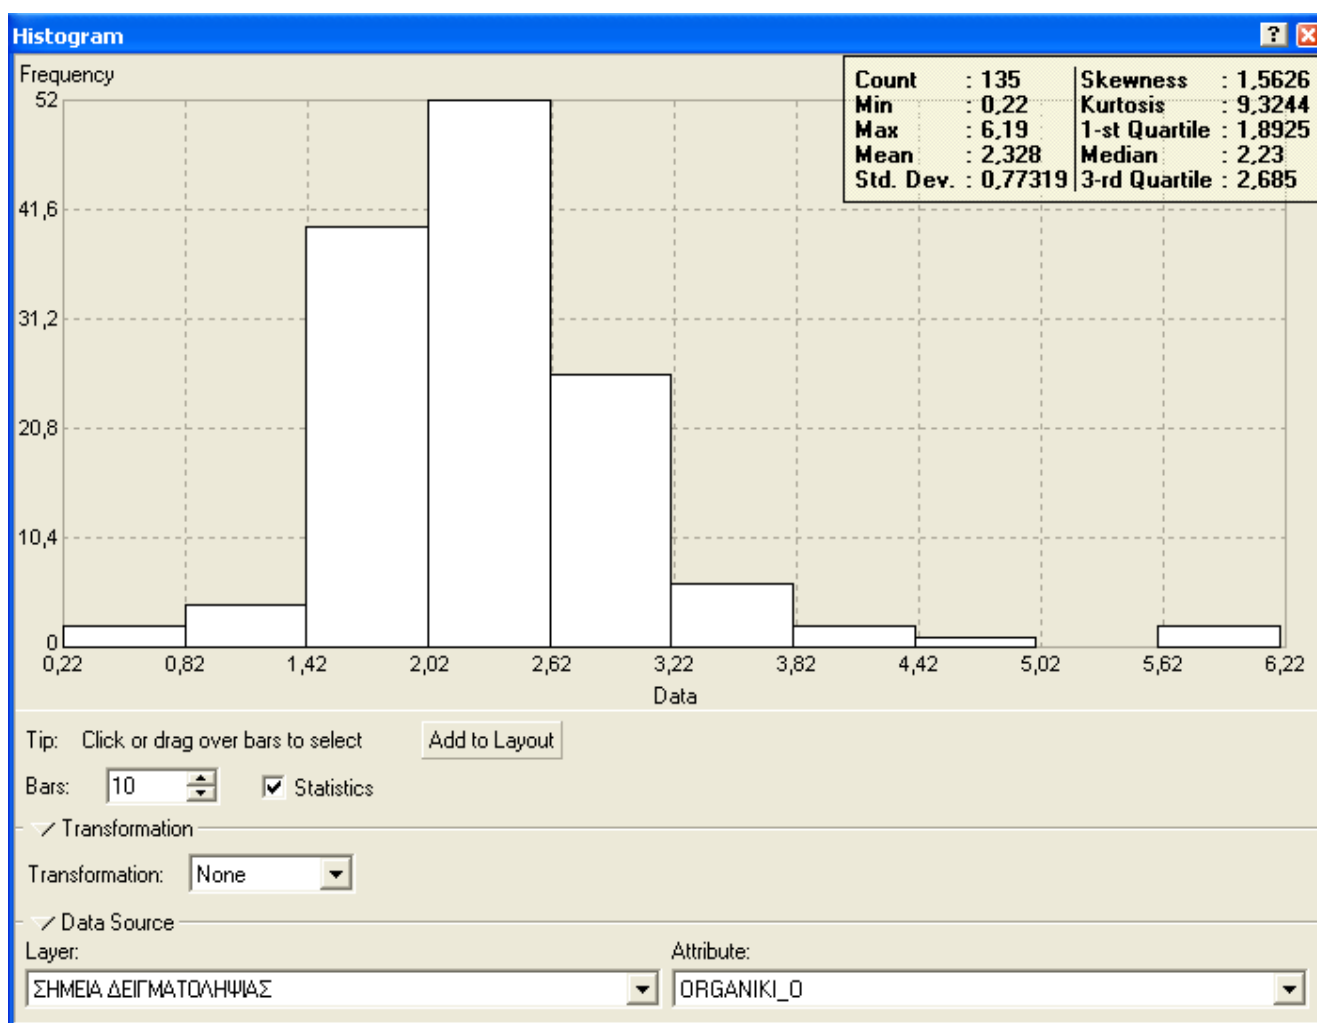 Histogram
Frequency
Count : 135 Skewness : 1,5626
Min : 0,22 Kurtosis : 9,3244
Max : 6,19 1-st Quartile : 1,8925
Mean : 2,328 Median : 2,23
Std. Dev. : 0,77319 3-rd Quartile : 2,685
52
41,6
31,2
20,8
10,4
0
0,22 0,82 1,42 2,02 2,62 3,22 3,82 4,42 5,02 5,62 6,22
Data
Tip: Click or drag over bars to select Add to Layout
Bars: 10 Statistics
Transformation
Transformation: None
Data Source
Layer: Attribute:
ΣΗΜΕΙΑ ΔΕΙΓΜΑΤΟΛΗΨΙΑΣ ORGANIKI_O